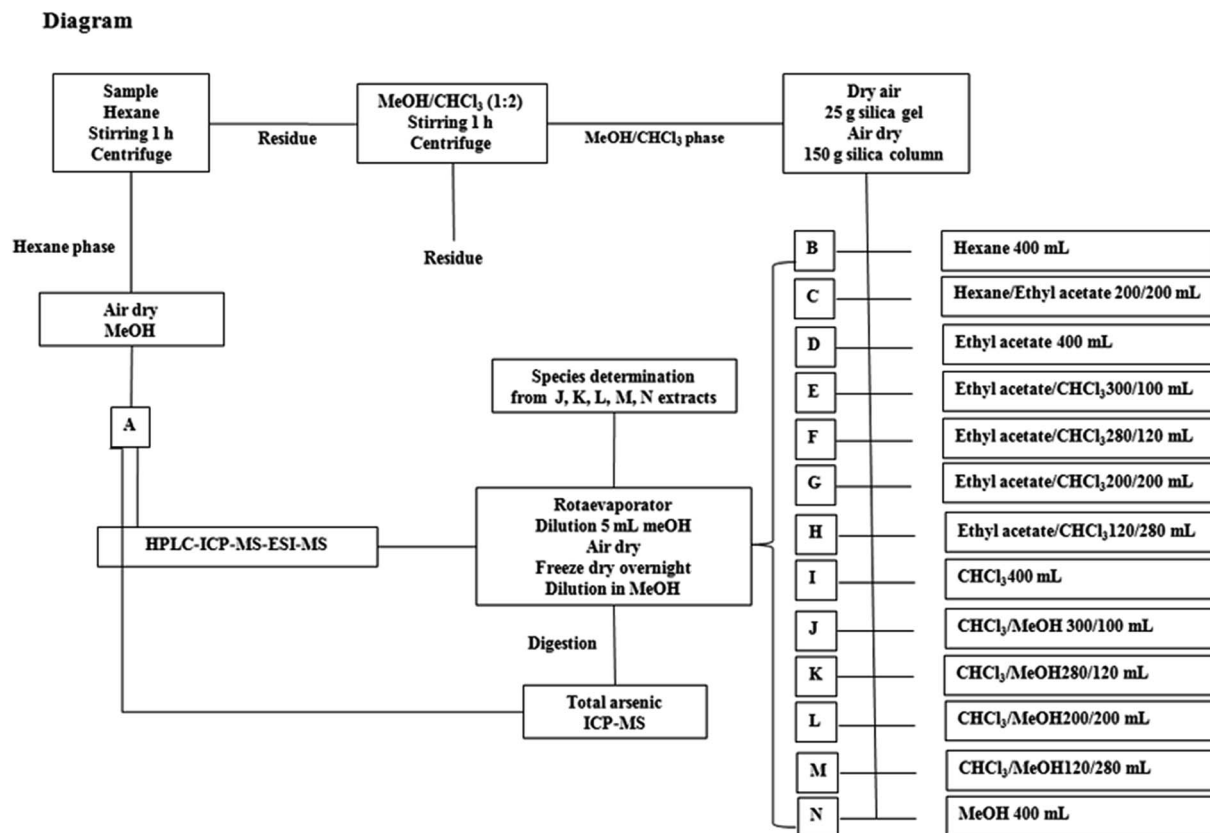 Diagram
Sample
Hexane
Stirring 1 h
Centrifuge
Residue
MeOH/CHCl₃ (1:2)
Stirring 1 h
Centrifuge
MeOH/CHCl₃ phase
Dry air
25 g silica gel
Air dry
150 g silica column
Hexane phase
Residue
Air dry
MeOH
A
Species determination
from J, K, L, M, N extracts
HPLC-ICP-MS-ESI-MS
Rotaevaporator
Dilution 5 mL meOH
Air dry
Freeze dry overnight
Dilution in MeOH
Digestion
Total arsenic
ICP-MS
B Hexane 400 mL
C Hexane/Ethyl acetate 200/200 mL
D Ethyl acetate 400 mL
E Ethyl acetate/CHCl₃300/100 mL
F Ethyl acetate/CHCl₃280/120 mL
G Ethyl acetate/CHCl₃200/200 mL
H Ethyl acetate/CHCl₃120/280 mL
I CHCl₃400 mL
J CHCl₃/MeOH 300/100 mL
K CHCl₃/MeOH280/120 mL
L CHCl₃/MeOH200/200 mL
M CHCl₃/MeOH120/280 mL
N MeOH 400 mL